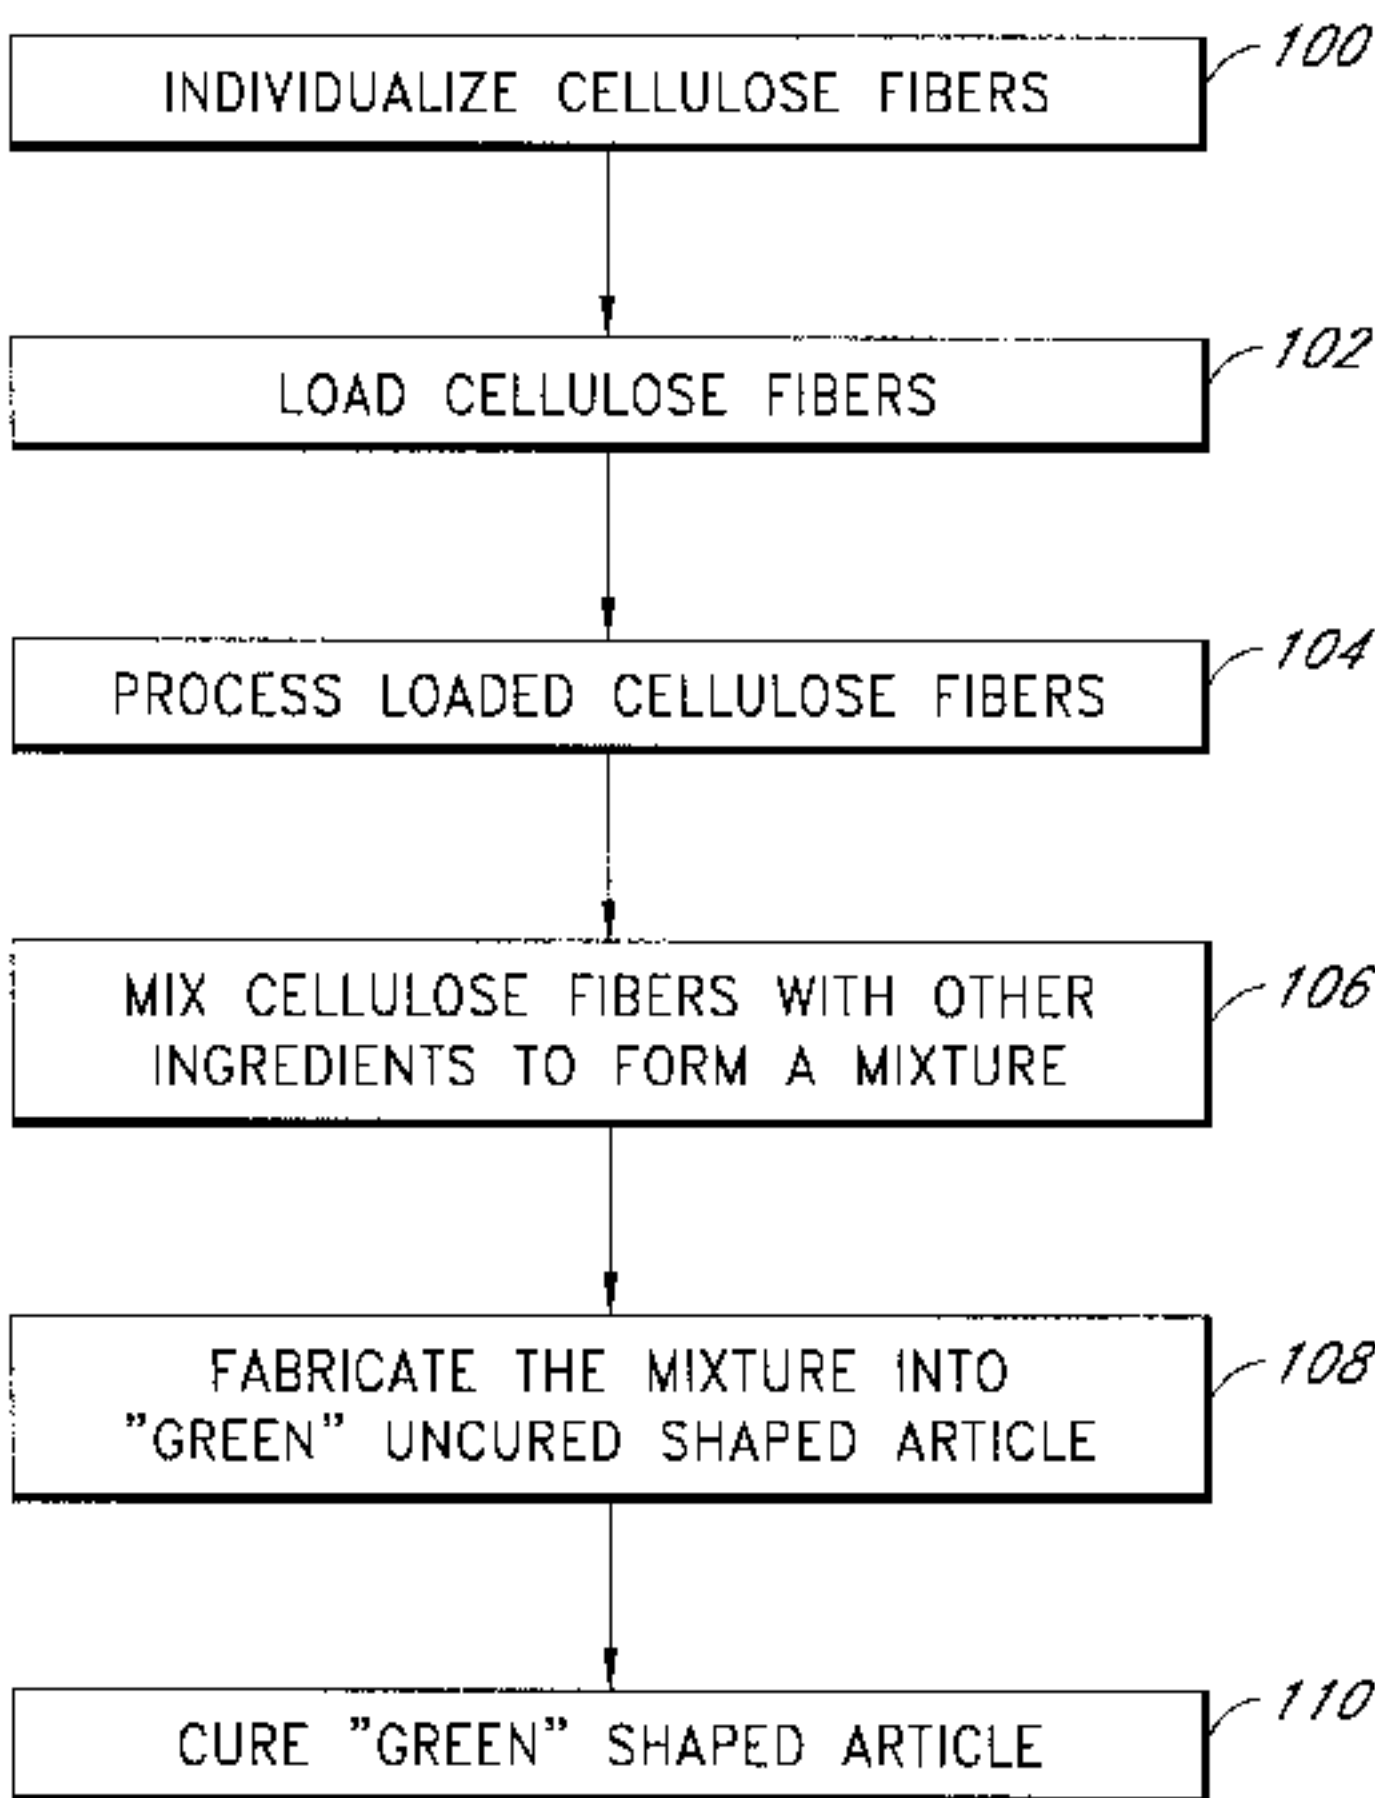 INDIVIDUALIZE CELLULOSE FIBERS
100
LOAD CELLULOSE FIBERS
102
PROCESS LOADED CELLULOSE FIBERS
104
MIX CELLULOSE FIBERS WITH OTHER
INGREDIENTS TO FORM A MIXTURE
106
FABRICATE THE MIXTURE INTO
"GREEN" UNCURED SHAPED ARTICLE
108
CURE "GREEN" SHAPED ARTICLE
110